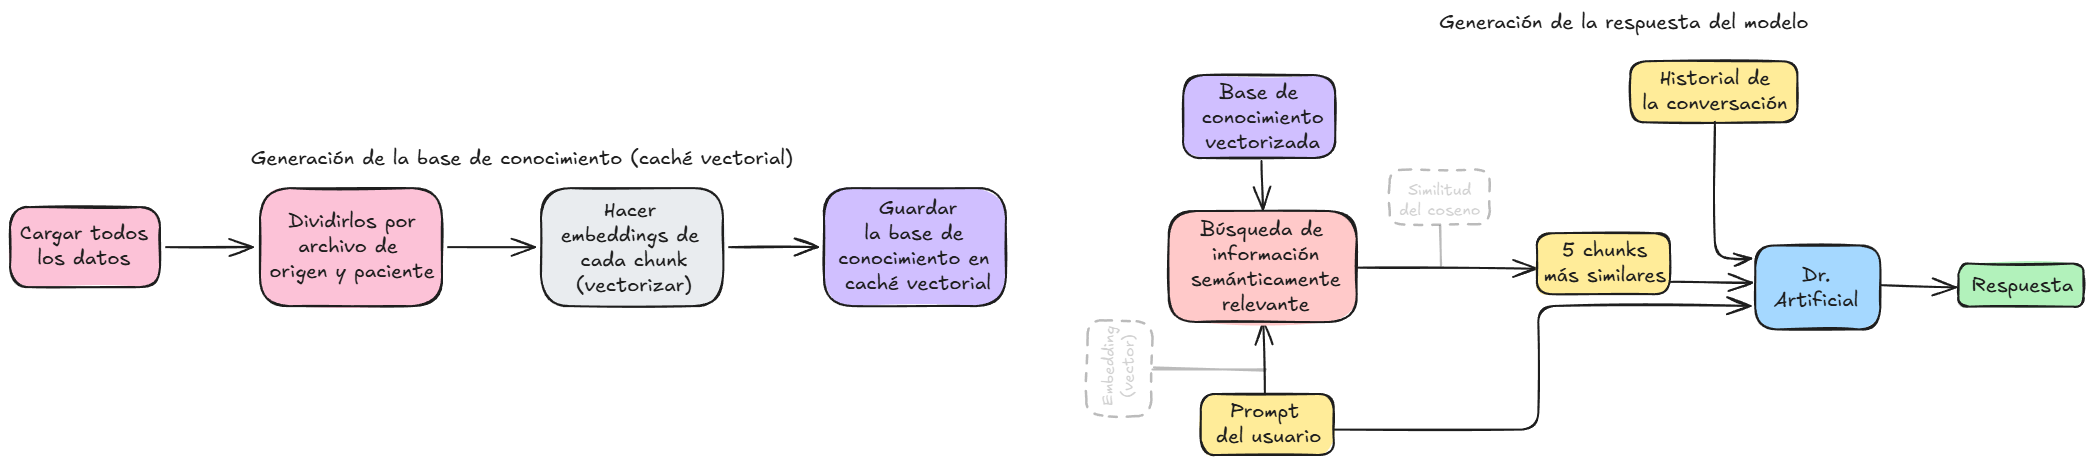 Generación de la base de conocimiento (caché vectorial)
Cargar todos
los datos
Dividirlos por
archivo de
origen y paciente
Hacer
embeddings de
cada chunk
(vectorizar)
Guardar
la base de
conocimiento en
caché vectorial
Generación de la respuesta del modelo
Base de
conocimiento
vectorizada
Búsqueda de
información
semánticamente
relevante
Embedding
(vector)
Prompt
del usuario
Similitud
del coseno
5 chunks
más similares
Historial de
la conversación
Dr.
Artificial
Respuesta